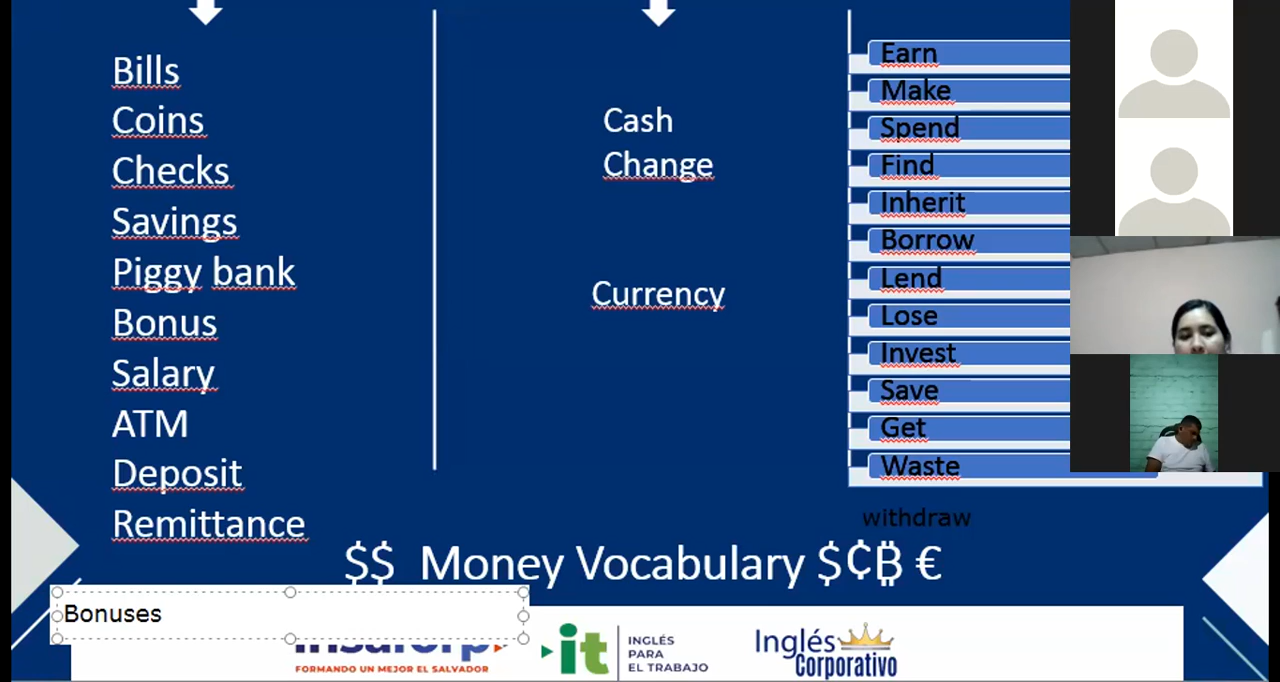 Bills
Coins
Checks
Savings
Piggy bank
Bonus
Salary
ATM
Deposit
Remittance
Cash
Change
Currency
Earn
Make
Spend
Find
Inherit
Borrow
Lend
Lose
Invest
Save
Get
Waste
withdraw
$$ Money Vocabulary $₵₿ €
Bonuses
FORMANDO UN MEJOR EL SALVADOR
it
INGLÉS
PARA
EL TRABAJO
Inglés
Corporativo